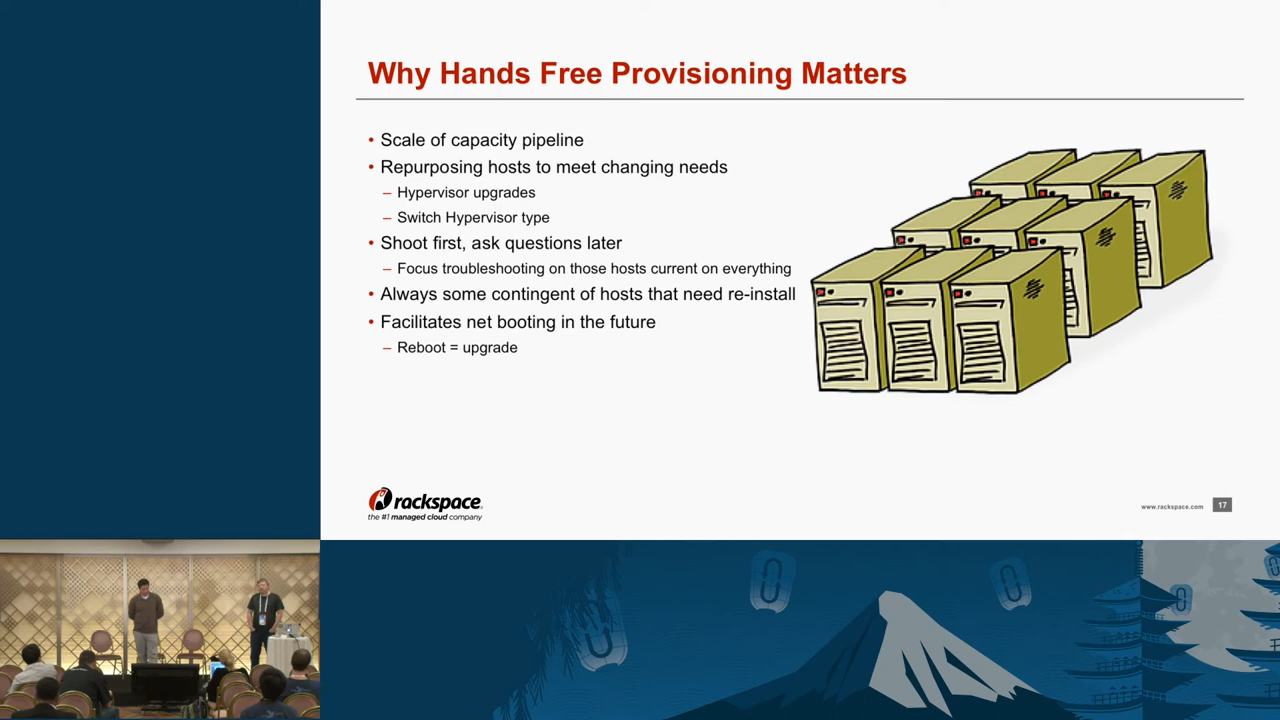 Why Hands Free Provisioning Matters
• Scale of capacity pipeline
• Repurposing hosts to meet changing needs
– Hypervisor upgrades
– Switch Hypervisor type
• Shoot first, ask questions later
– Focus troubleshooting on those hosts current on everything
• Always some contingent of hosts that need re-install
• Facilitates net booting in the future
– Reboot = upgrade
rackspace
the #1 managed cloud company
www.rackspace.com 17